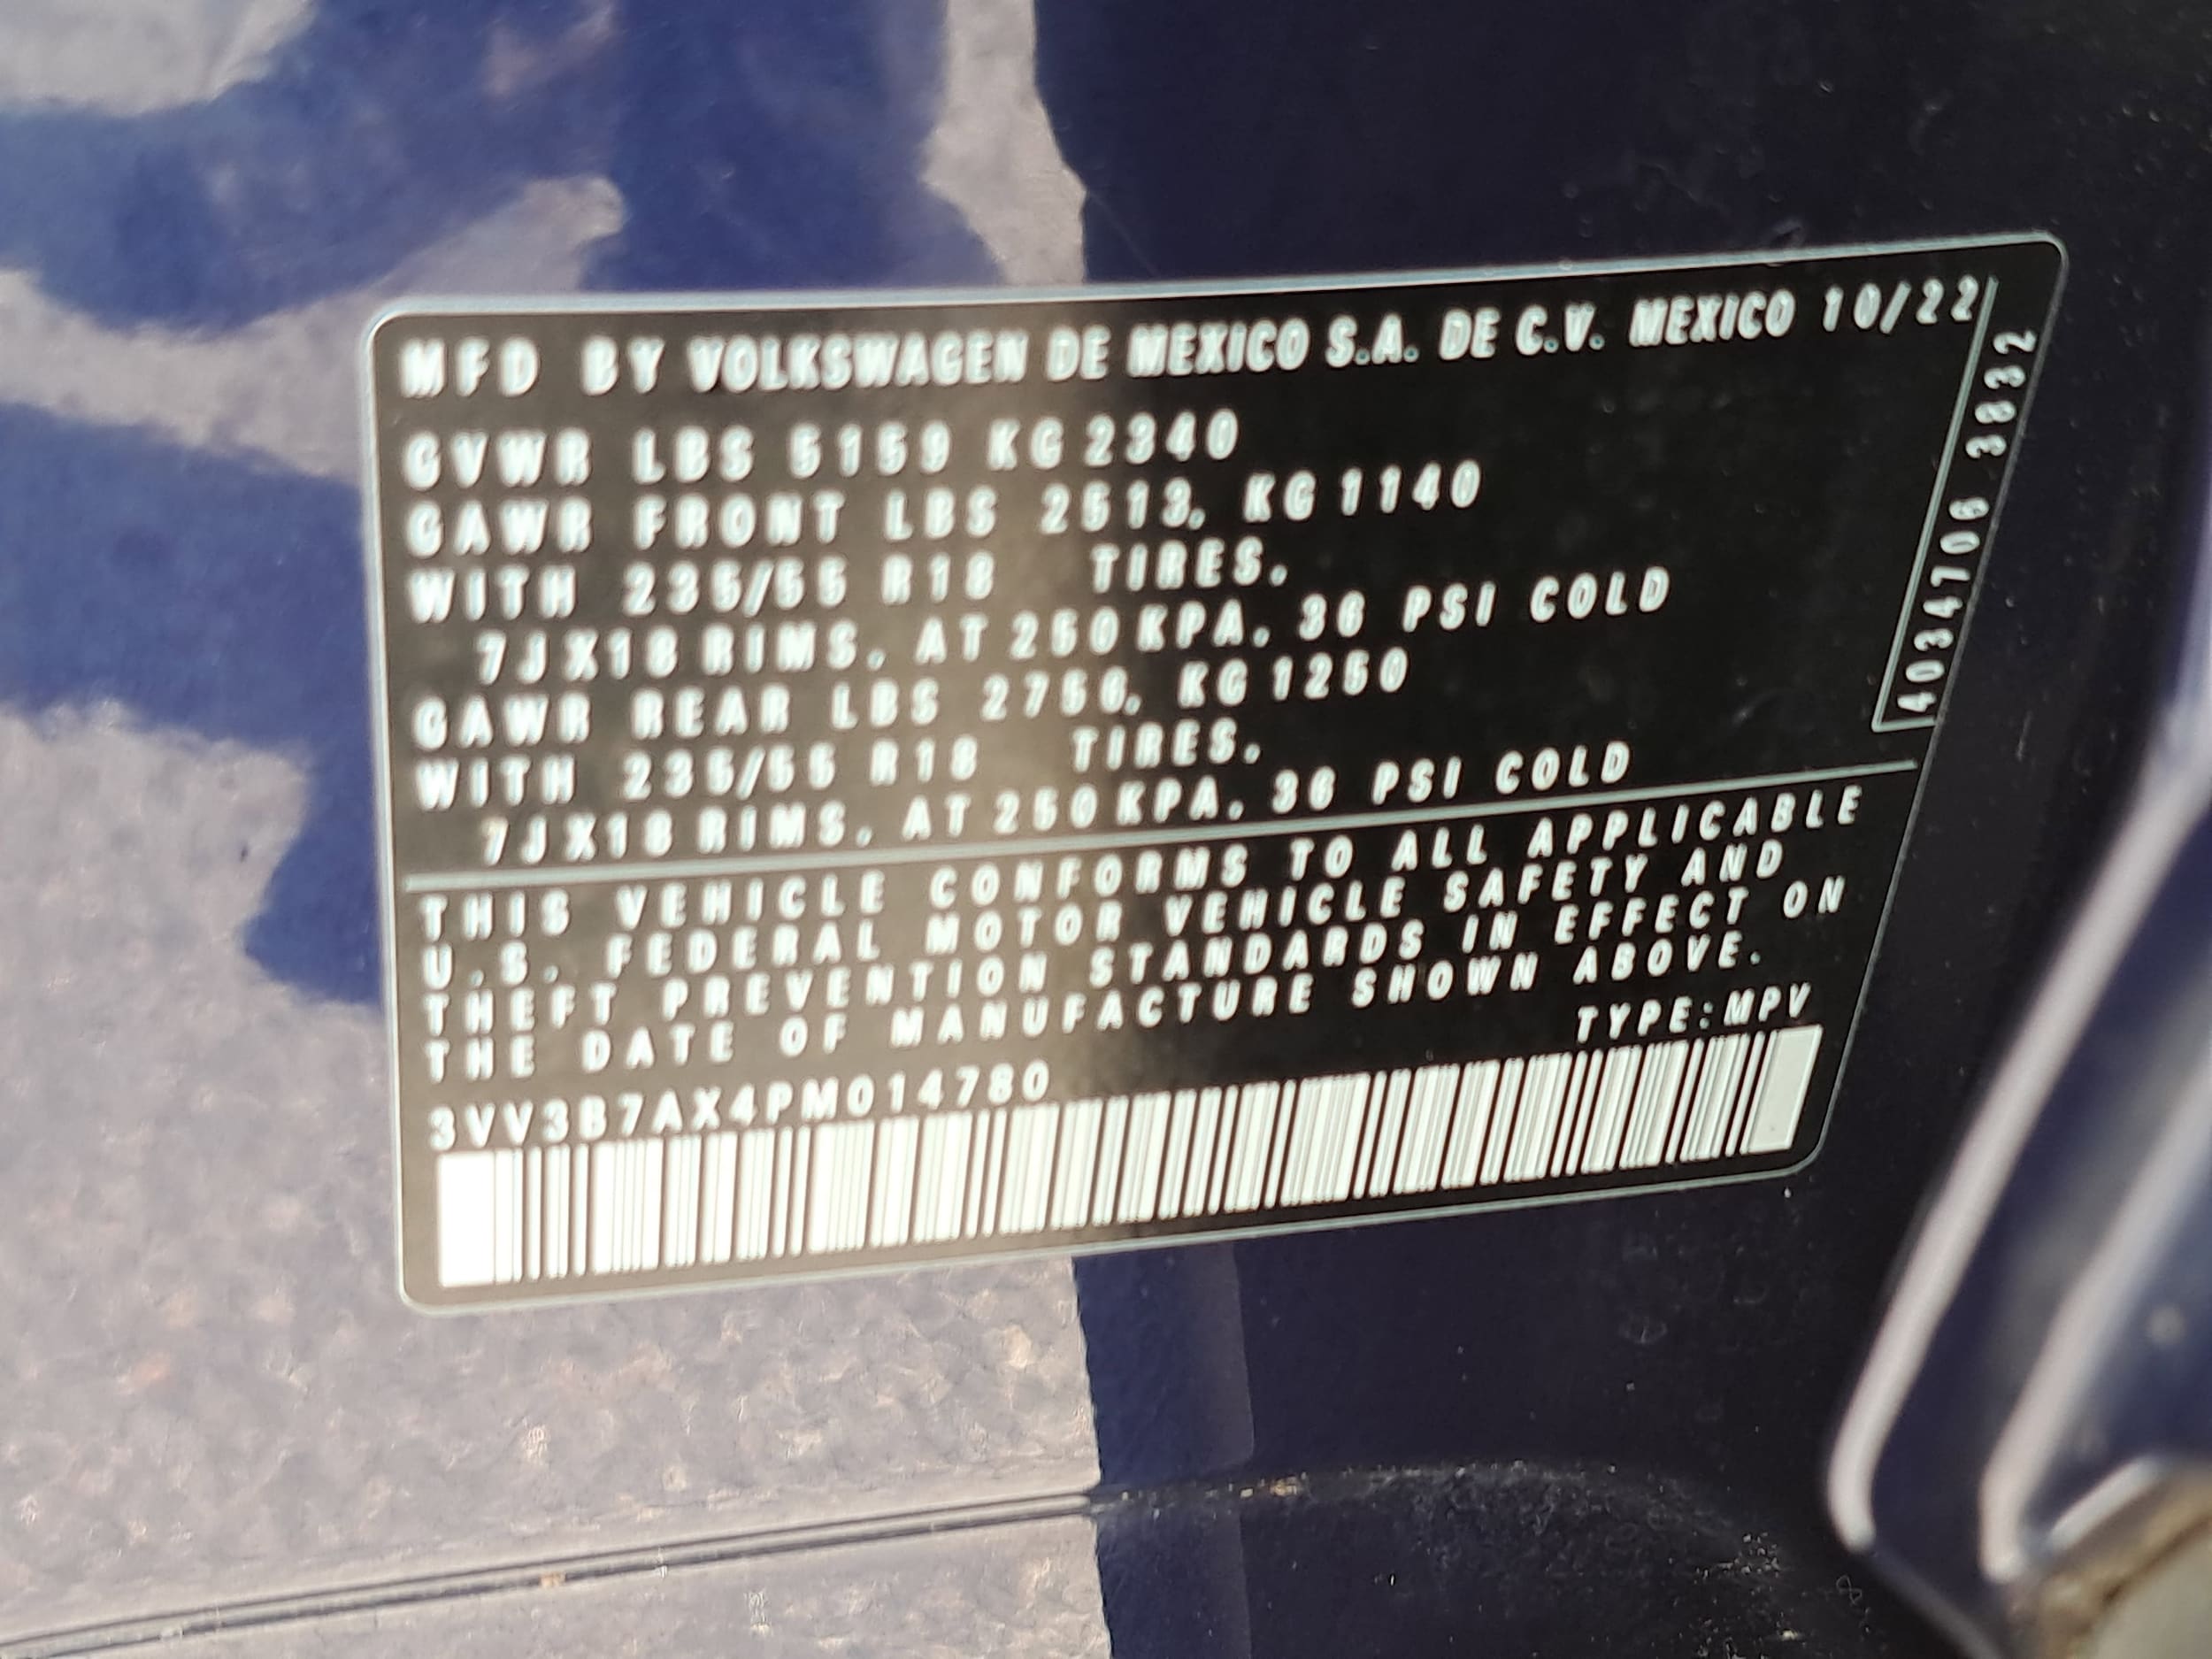 MFD BY VOLKSWAGEN DE MEXICO S.A. DE C.V. MEXICO 10/22
GVWR LBS 5159 KG 2340
GAWR FRONT LBS 2513, KG 1140
WITH 235/55 R18 TIRES,
7JX18 RIMS, AT 250 KPA, 36 PSI COLD
GAWR REAR LBS 2756, KG 1250
WITH 235/55 R18 TIRES,
7JX18 RIMS, AT 250 KPA, 36 PSI COLD
THIS VEHICLE CONFORMS TO ALL APPLICABLE
U.S. FEDERAL MOTOR VEHICLE SAFETY AND
THEFT PREVENTION STANDARDS IN EFFECT ON
THE DATE OF MANUFACTURE SHOWN ABOVE.
TYPE:MPV
3VV3B7AX4PM014780
4034706 3832